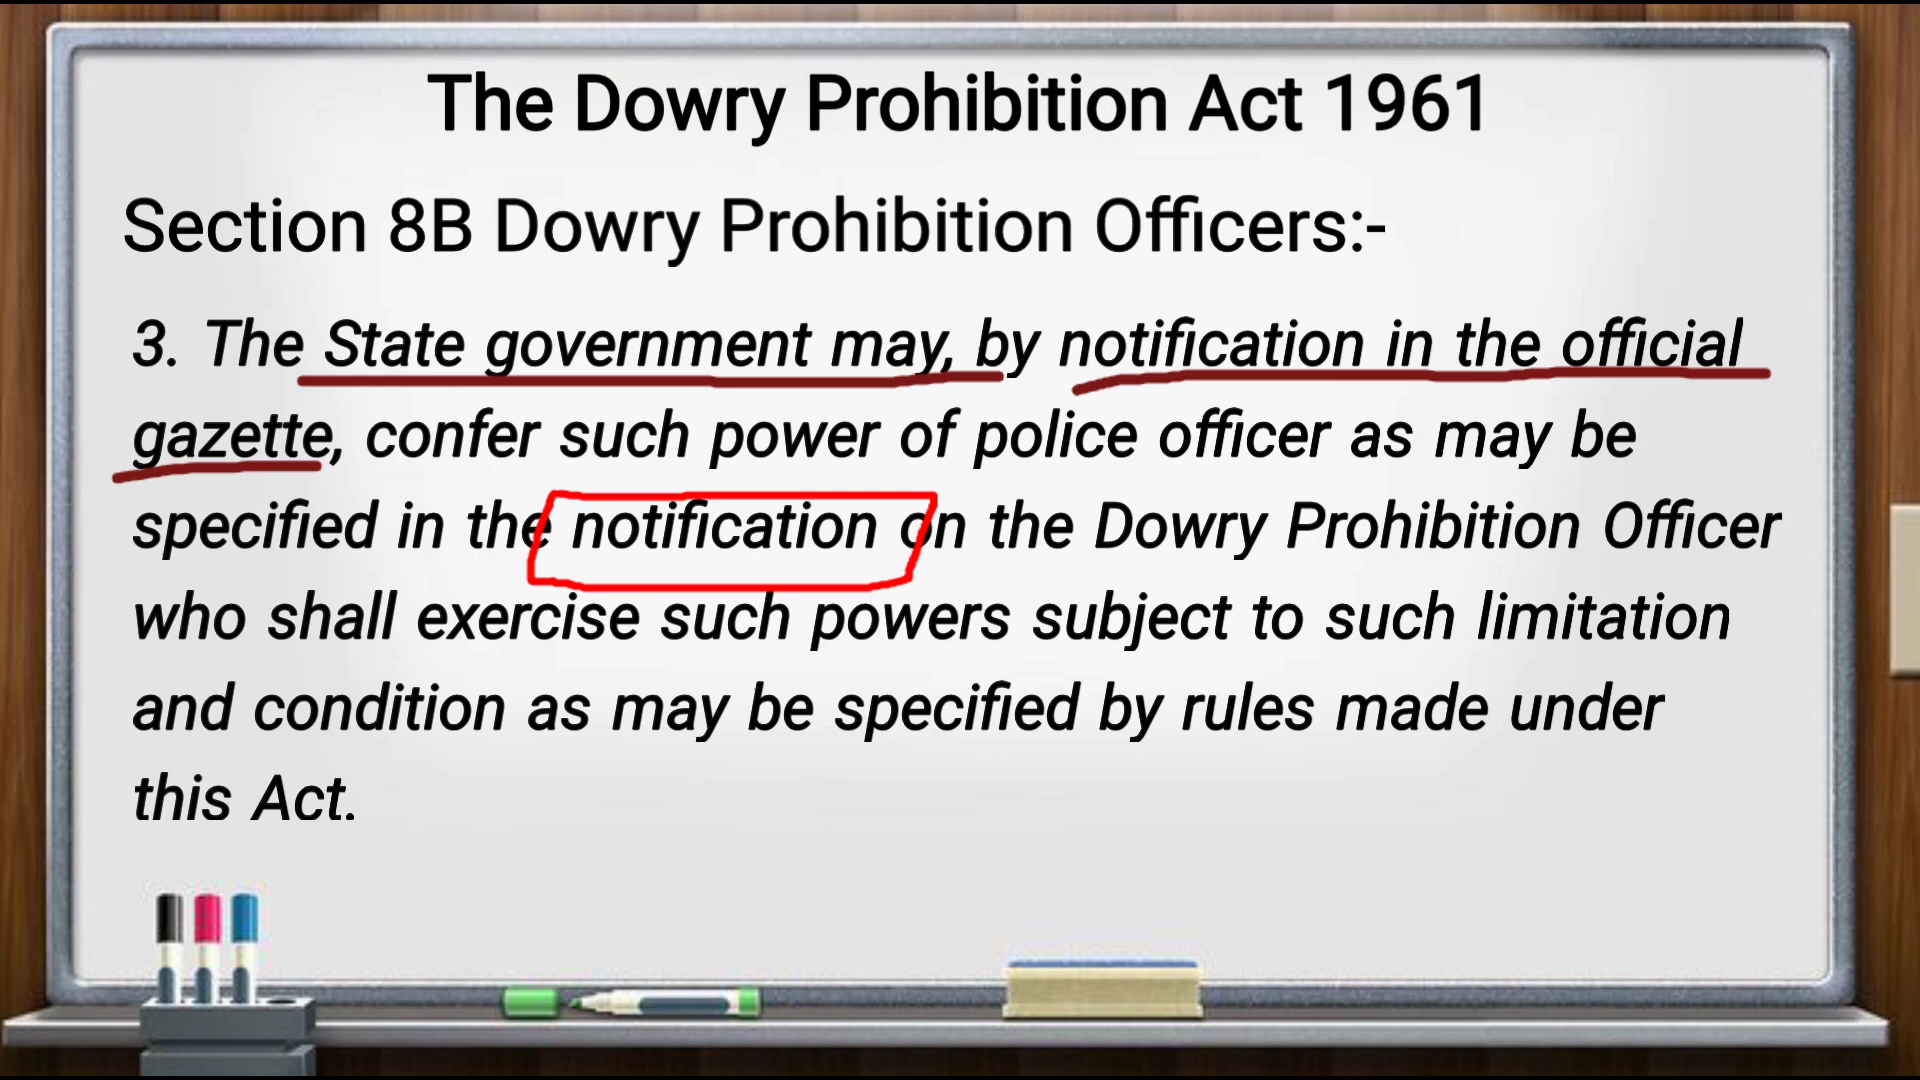 The Dowry Prohibition Act 1961
Section 8B Dowry Prohibition Officers:-
3. The State government may, by notification in the official
gazette, confer such power of police officer as may be
specified in the notification on the Dowry Prohibition Officer
who shall exercise such powers subject to such limitation
and condition as may be specified by rules made under
this Act.